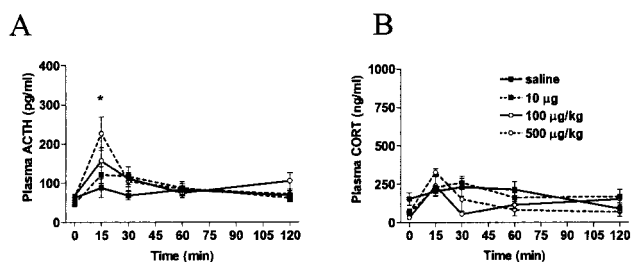 A
Plasma ACTH (pg/ml)
400
300
200
100
0
*
0 15 30 45 60 75 90 105 120
Time (min)
B
Plasma CORT (ng/ml)
1000
750
500
250
0
saline
10 µg
100 µg/kg
500 µg/kg
0 15 30 45 60 75 90 105 120
Time (min)